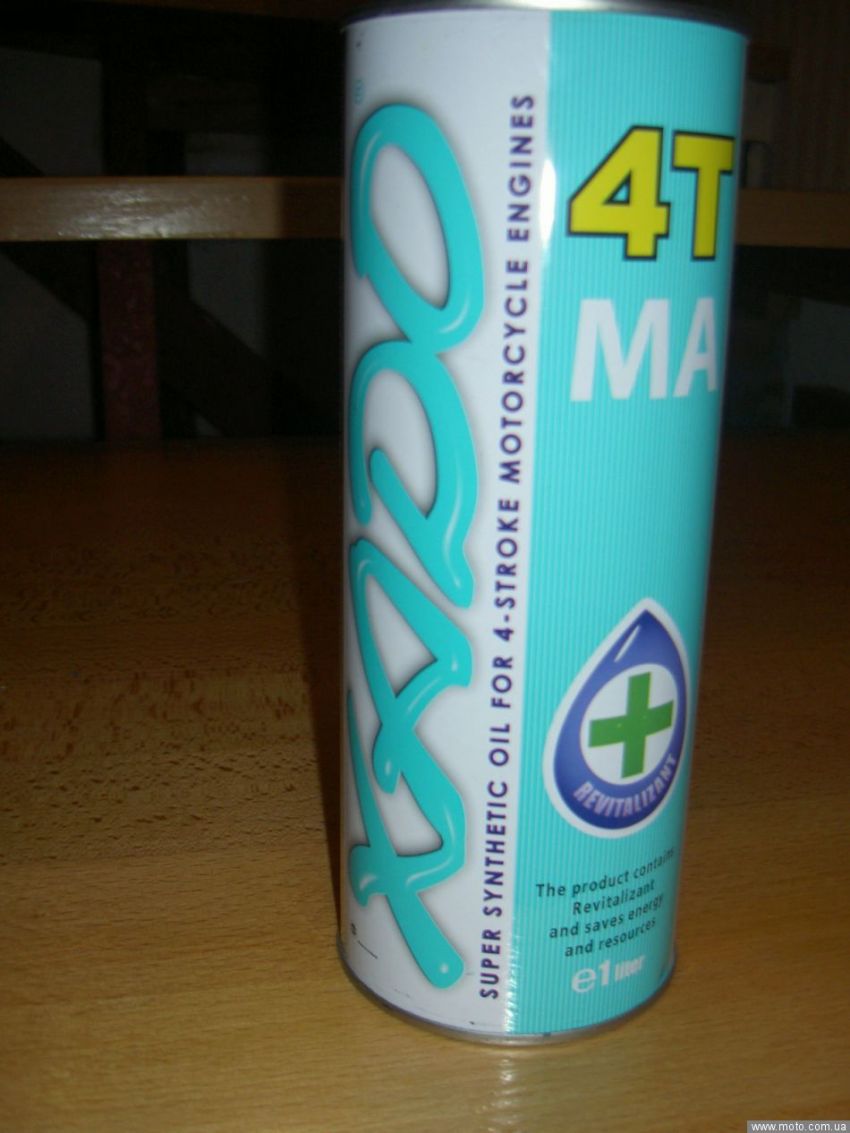 XADO
®
SUPER SYNTHETIC OIL FOR 4-STROKE MOTORCYCLE ENGINES
4T
MA
REVITALIZANT
The product contains
Revitalizant
and saves energy
and resources
e1 liter
www.moto.com.ua